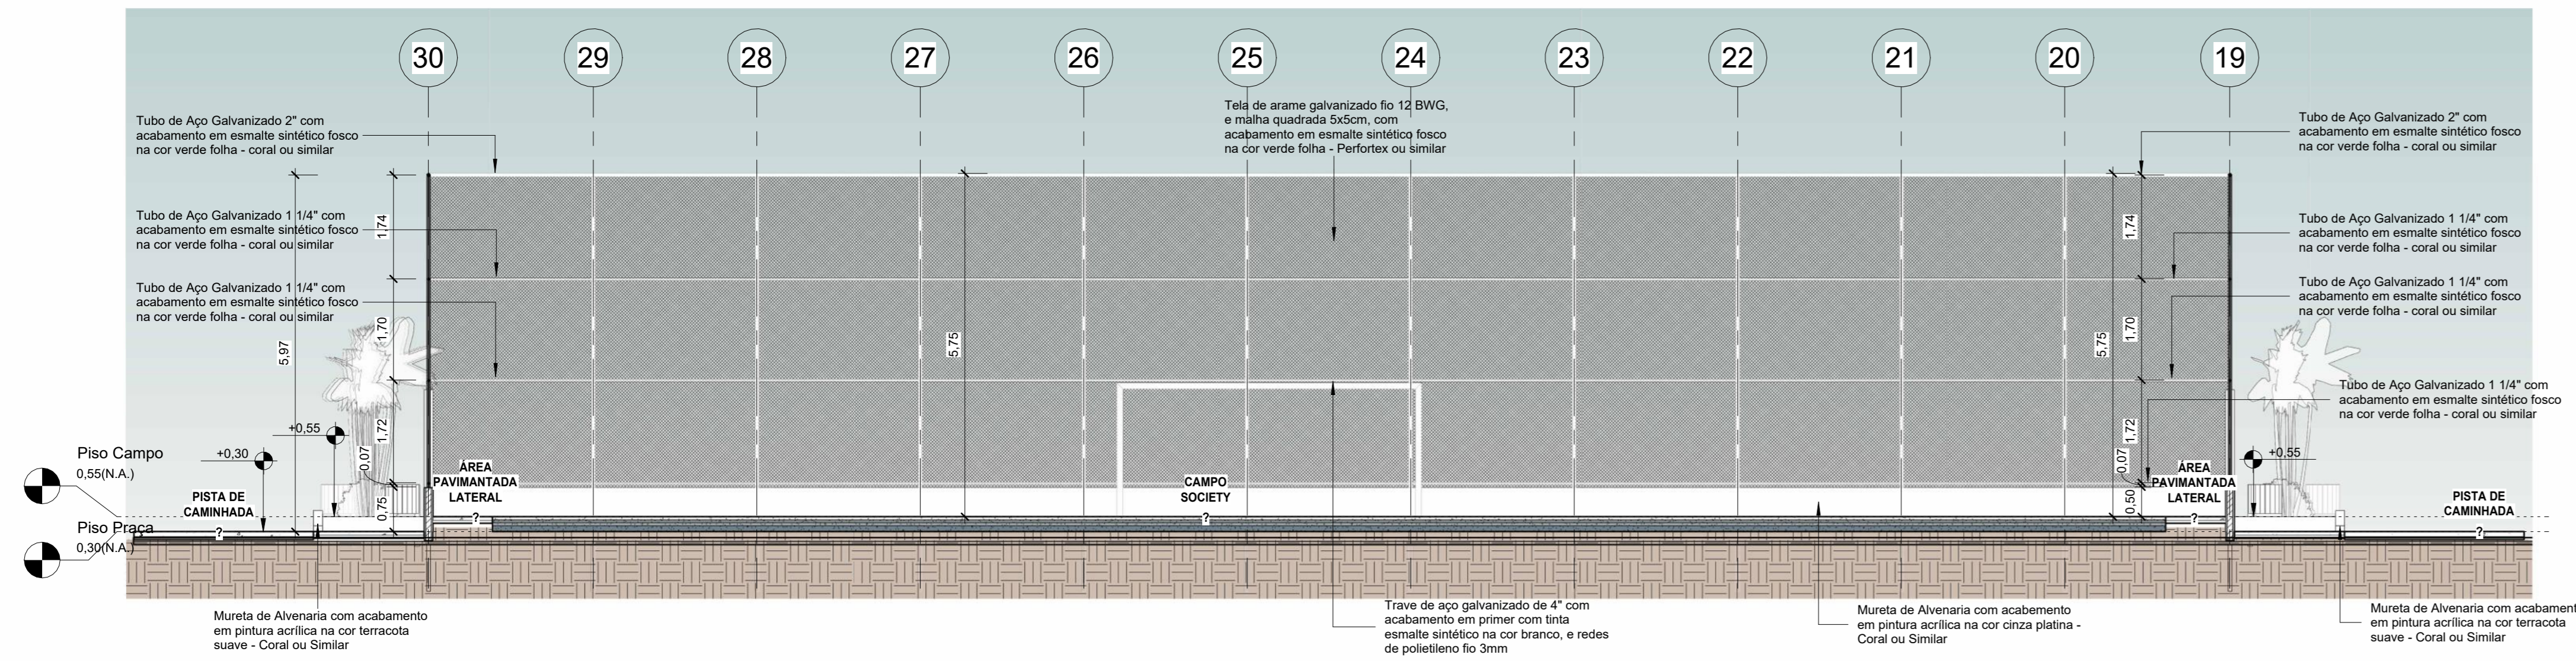 30
29
28
27
26
25
24
23
22
21
20
19
Tubo de Aço Galvanizado 2" com
acabamento em esmalte sintético fosco
na cor verde folha - coral ou similar
Tela de arame galvanizado fio 12 BWG,
e malha quadrada 5x5cm, com
acabamento em esmalte sintético fosco
na cor verde folha - Perfortex ou similar
Tubo de Aço Galvanizado 2" com
acabamento em esmalte sintético fosco
na cor verde folha - coral ou similar
Tubo de Aço Galvanizado 1 1/4" com
acabamento em esmalte sintético fosco
na cor verde folha - coral ou similar
1,74
1,74
Tubo de Aço Galvanizado 1 1/4" com
acabamento em esmalte sintético fosco
na cor verde folha - coral ou similar
Tubo de Aço Galvanizado 1 1/4" com
acabamento em esmalte sintético fosco
na cor verde folha - coral ou similar
Tubo de Aço Galvanizado 1 1/4" com
acabamento em esmalte sintético fosco
na cor verde folha - coral ou similar
5,97
1,70
5,75
5,75
1,70
Tubo de Aço Galvanizado 1 1/4" com
acabamento em esmalte sintético fosco
na cor verde folha - coral ou similar
+0,55
1,72
1,72
+0,30
0,07
0,07
+0,55
Piso Campo
0,55(N.A.)
ÁREA
PAVIMANTADA
LATERAL
CAMPO
SOCIETY
ÁREA
PAVIMANTADA
LATERAL
PISTA DE
CAMINHADA
0,75
0,50
PISTA DE
CAMINHADA
?
?
?
Piso Praça
0,30(N.A.)
?
?
Mureta de Alvenaria com acabamento
em pintura acrílica na cor terracota
suave - Coral ou Similar
Trave de aço galvanizado de 4" com
acabamento em primer com tinta
esmalte sintético na cor branco, e redes
de polietileno fio 3mm
Mureta de Alvenaria com acabemento
em pintura acrílica na cor cinza platina -
Coral ou Similar
Mureta de Alvenaria com acabament
em pintura acrílica na cor terracota
suave - Coral ou Similar